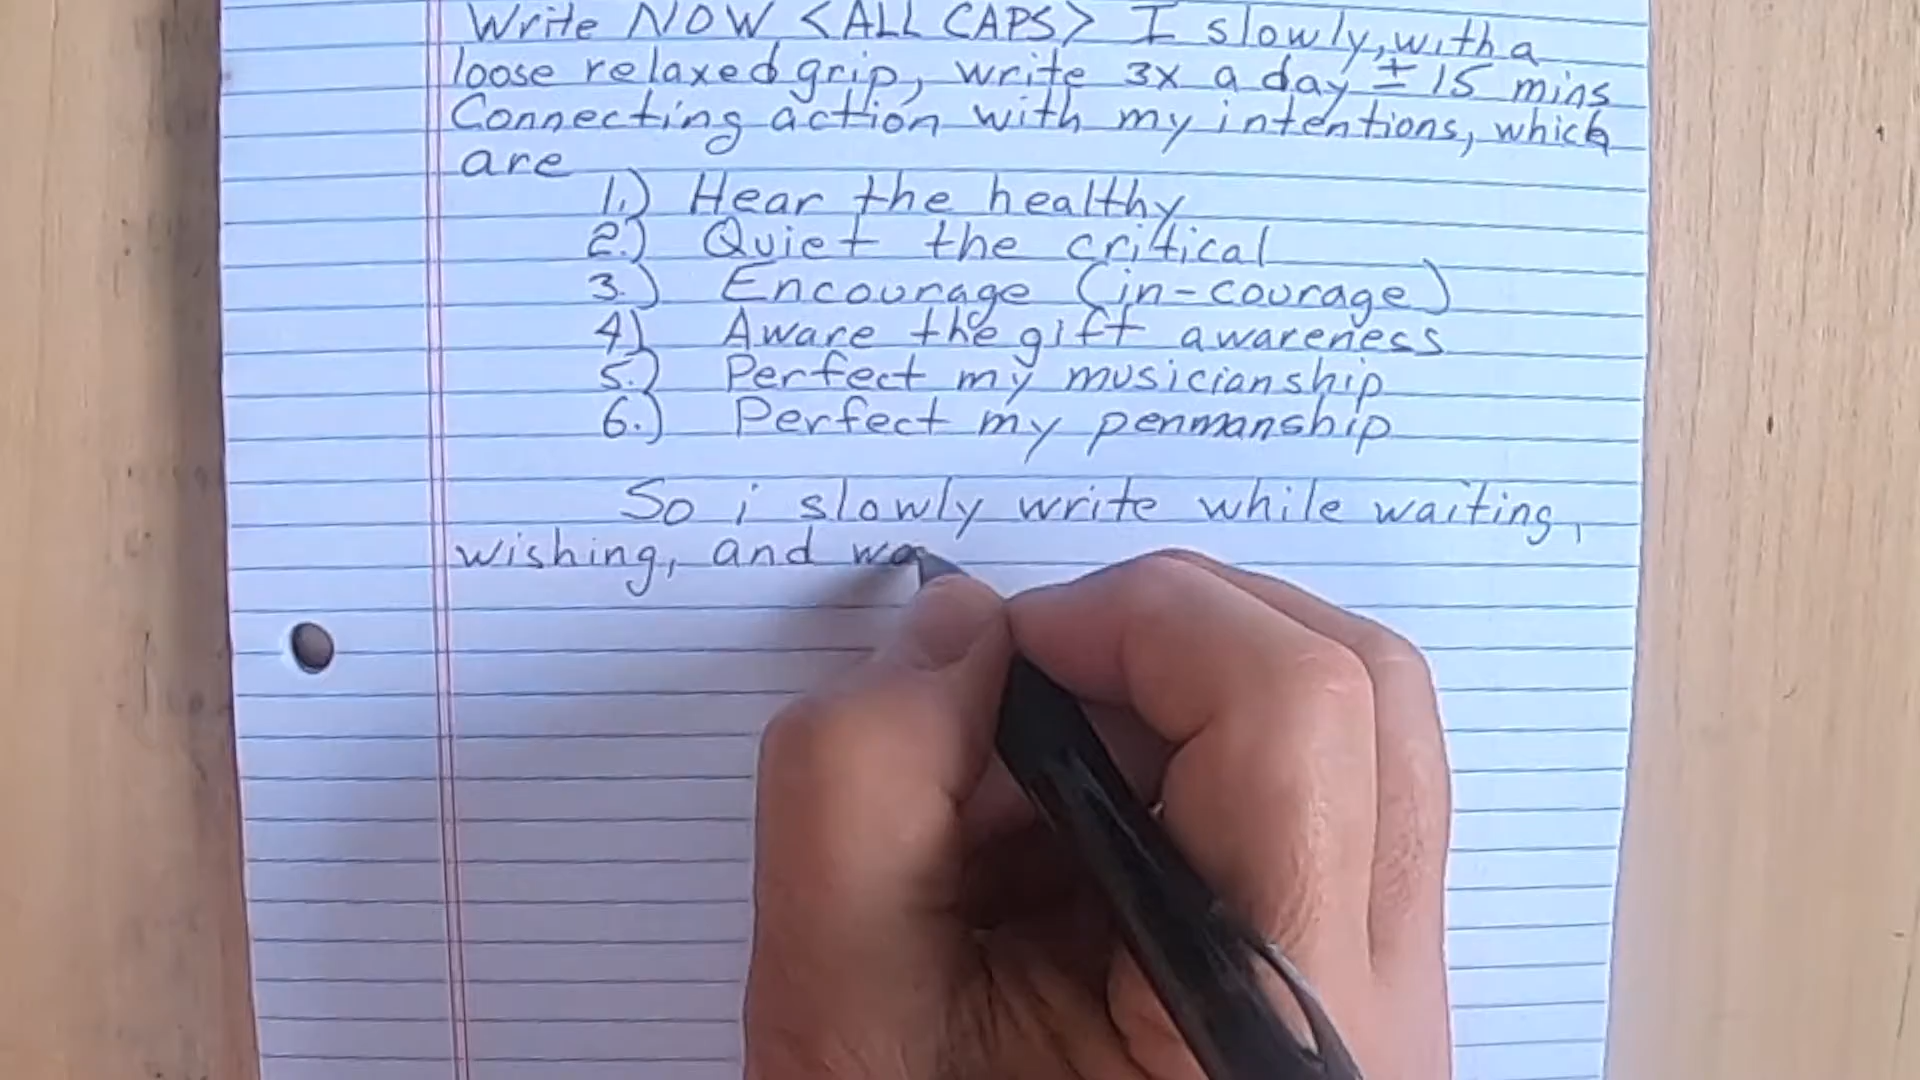 Write NOW <ALL CAPS> I slowly, with a
loose relaxed grip, write 3x a day ± 15 mins
Connecting action with my intentions, which
are
1.) Hear the healthy
2.) Quiet the critical
3.) Encourage (in-courage)
4.) Aware the gift awareness
5.) Perfect my musicianship
6.) Perfect my penmanship
So i slowly write while waiting,
wishing, and wa